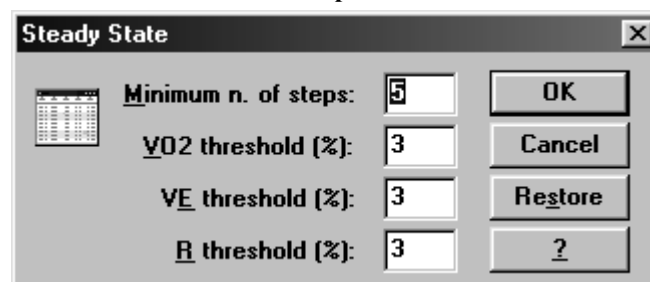 Steady State
Minimum n. of steps: 5 OK
VO2 threshold (%): 3 Cancel
VE threshold (%): 3 Restore
R threshold (%): 3 ?